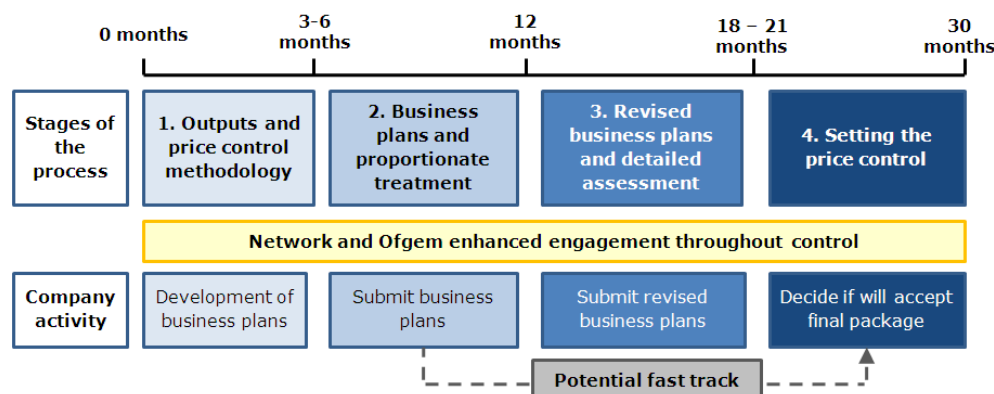 0 months
3-6
months
12
months
18 – 21
months
30
months
Stages of
the
process
1. Outputs and
price control
methodology
2. Business
plans and
proportionate
treatment
3. Revised
business plans
and detailed
assessment
4. Setting the
price control
Network and Ofgem enhanced engagement throughout control
Company
activity
Development of
business plans
Submit business
plans
Submit revised
business plans
Decide if will accept
final package
Potential fast track